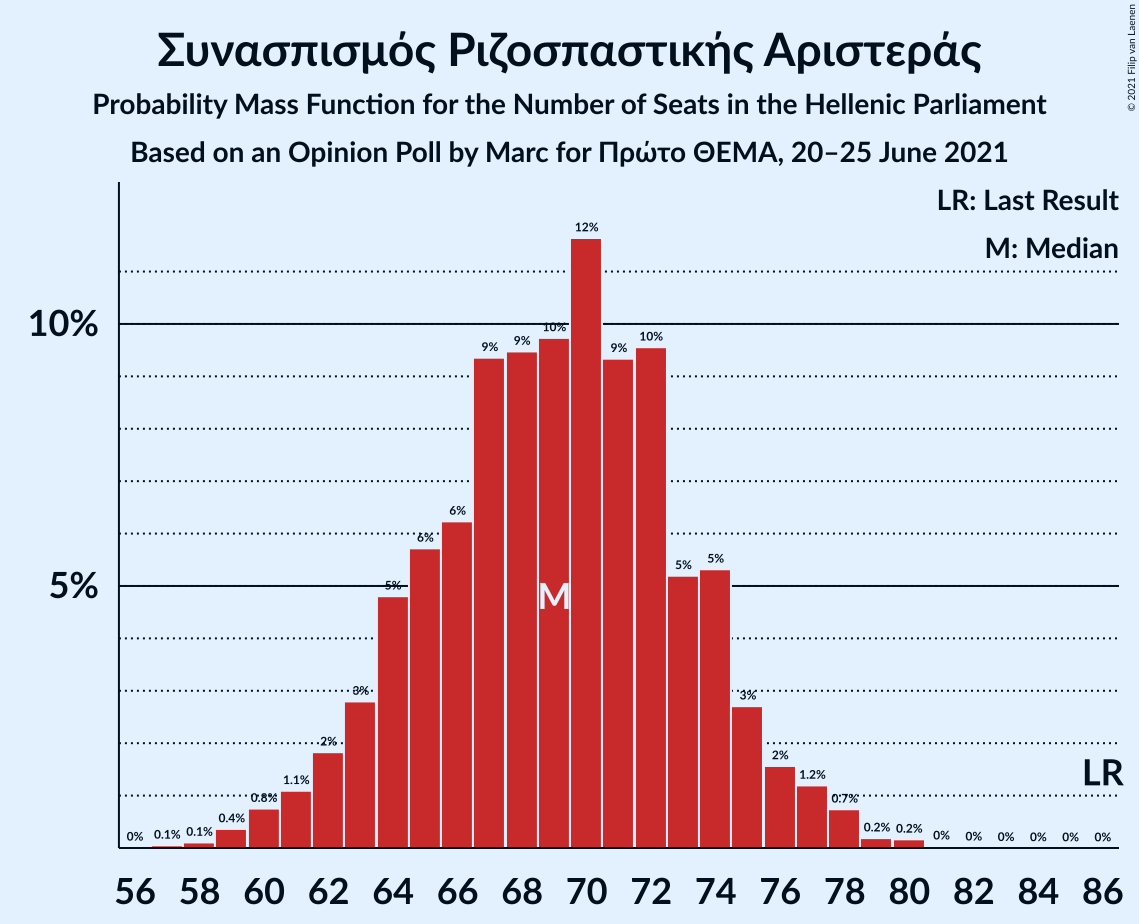 Συνασπισμός Ριζοσπαστικής Αριστεράς
Probability Mass Function for the Number of Seats in the Hellenic Parliament
Based on an Opinion Poll by Marc for Πρώτο ΘΕΜΑ, 20–25 June 2021
© 2021 Filip van Laenen
LR: Last Result
M: Median
10%
5%
0% 0.1% 0.1% 0.4% 0.8% 1.1% 2% 3% 5% 6% 6% 9% 9% 10% 12% 9% 10% 5% 5% 3% 2% 1.2% 0.7% 0.2% 0.2% 0% 0% 0% 0% 0% 0%
M
LR
56 58 60 62 64 66 68 70 72 74 76 78 80 82 84 86